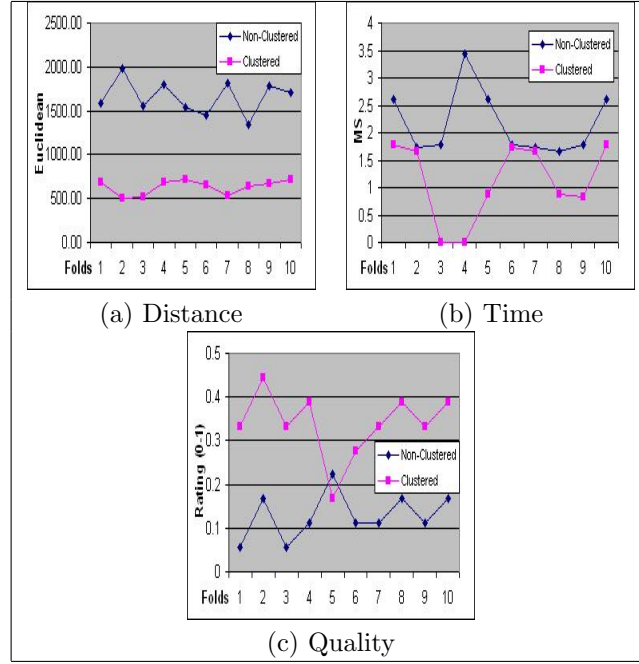 2500.00
2000.00
1500.00
1000.00
500.00
0.00
Euclidean
Non-Clustered
Clustered
Folds 1 2 3 4 5 6 7 8 9 10
(a) Distance
4
3.5
3
2.5
2
1.5
1
0.5
0
MS
Non-Clustered
Clustered
Folds 1 2 3 4 5 6 7 8 9 10
(b) Time
0.5
0.4
0.3
0.2
0.1
0
Rating (0-1)
Non-Clustered
Clustered
Folds 1 2 3 4 5 6 7 8 9 10
(c) Quality